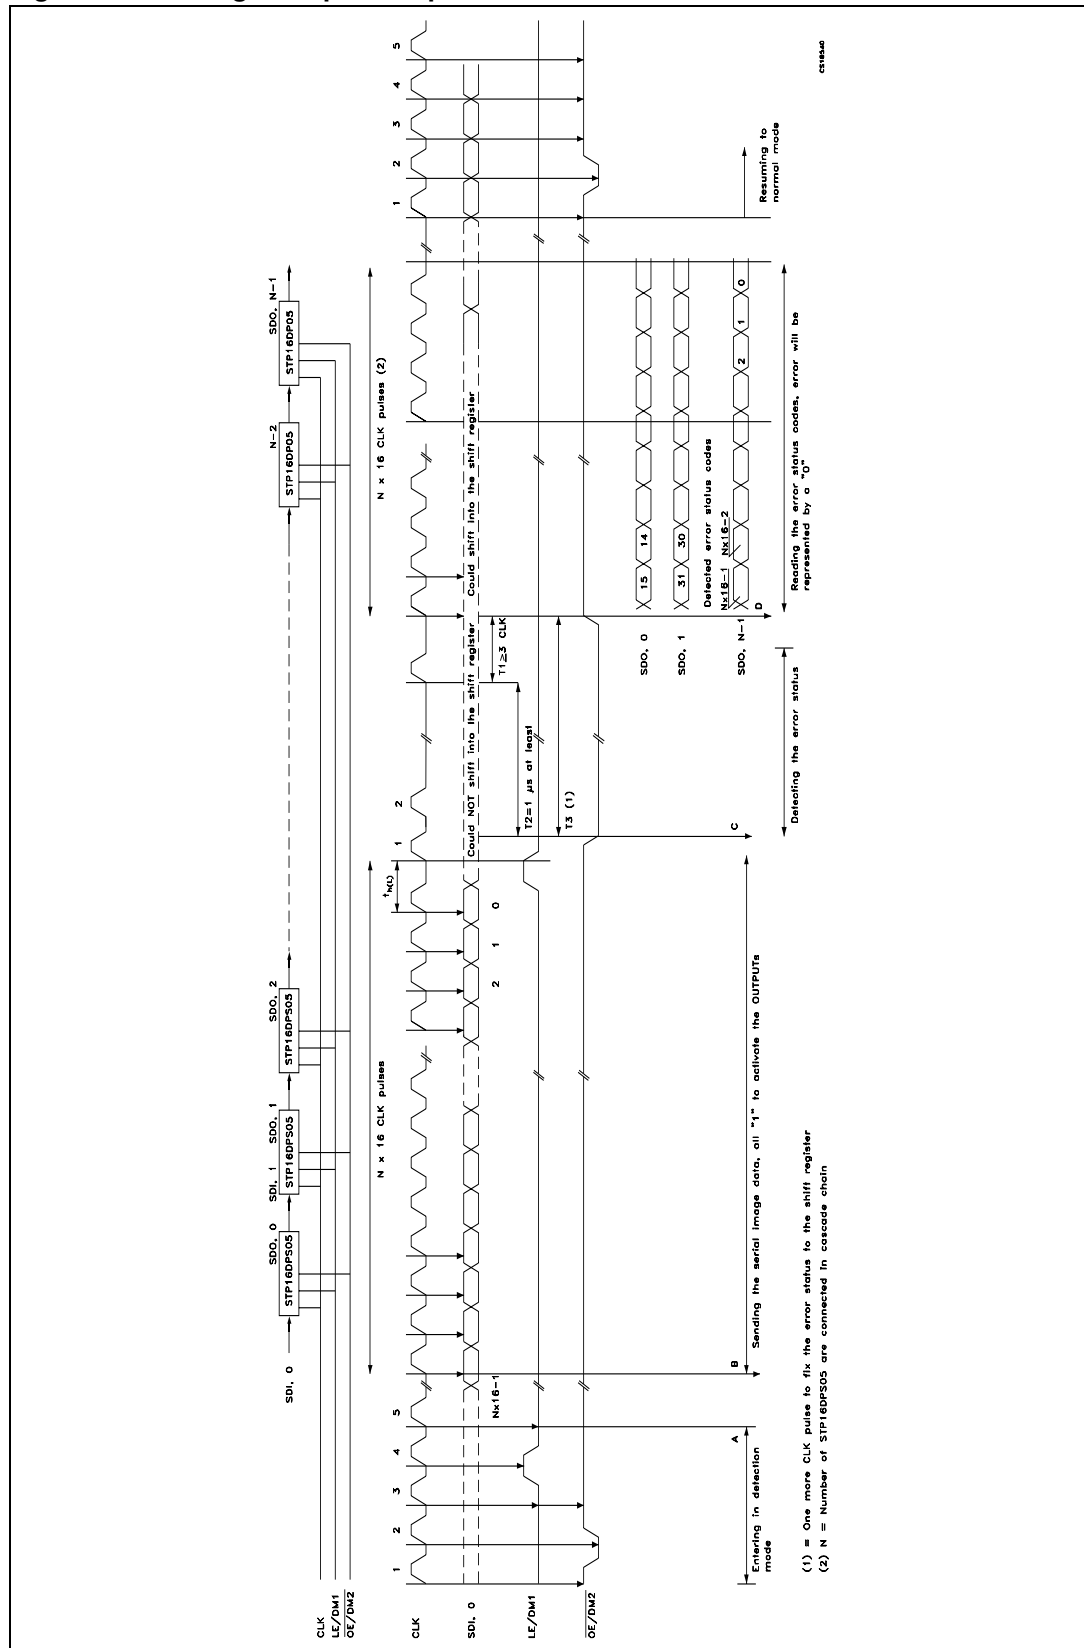 SDI, 0
SDO, 0
STP16DPS05
SDI, 1
SDO, 1
STP16DPS05
SDO, 2
STP16DPS05
N-2
STP16DP05
SDO, N-1
STP16DP05
CLK
LE/DM1
OE/DM2
N x 16 CLK pulses
N x 16 CLK pulses (2)
CLK
1
2
3
4
5
1
2
1
2
3
4
5
th(L)
SDI, 0
Nx16-1
2
1
0
Could NOT shift into the shift register
Could shift into the shift register
T1≥3 CLK
LE/DM1
T2=1 µs at least
T3 (1)
OE/DM2
SDO, 0
15
14
SDO, 1
31
30
Detected error status codes
Nx16-1
Nx16-2
SDO, N-1
2
1
0
A
B
C
D
Entering in detection
mode
Sending the serial image data, all "1" to activate the OUTPUTs
Detecting the error status
Reading the error status codes, error will be
represented by a "0"
Resuming to
normal mode
(1) = One more CLK pulse to fix the error status to the shift register
(2) N = Number of STP16DPS05 are connected in cascade chain
CS18540